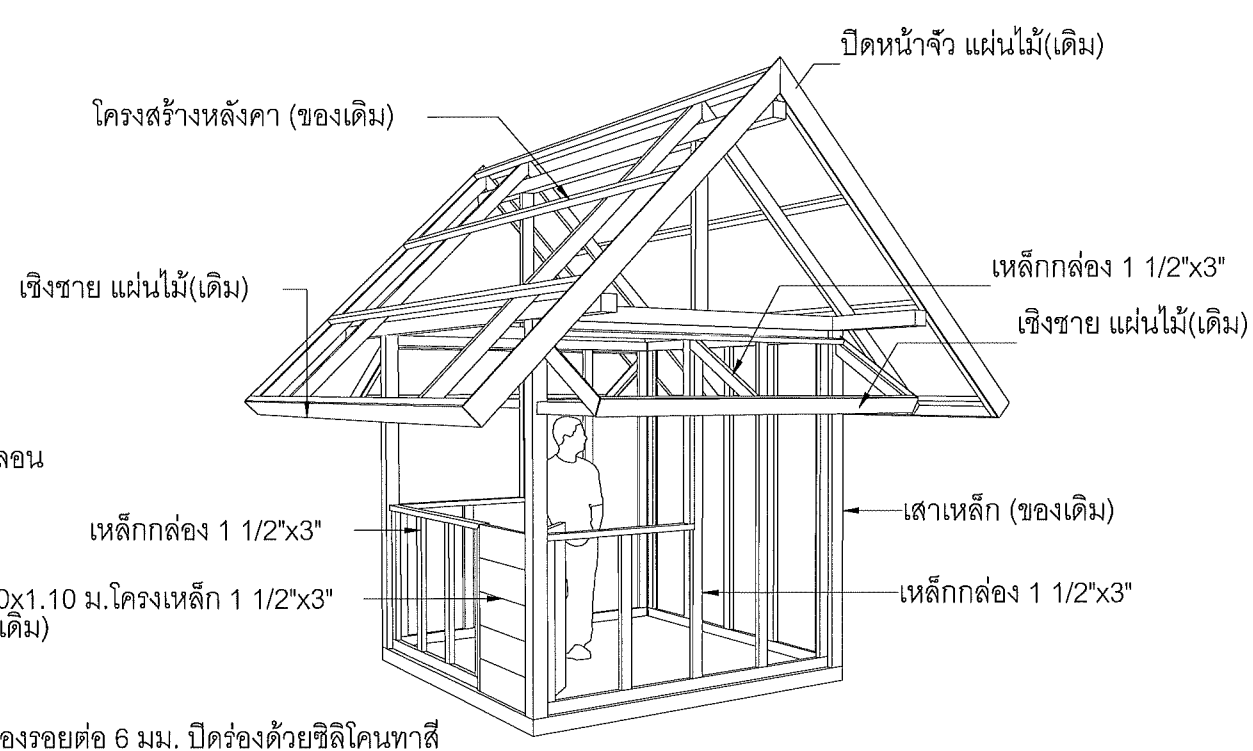 ปิดหน้าจั่ว แผ่นไม้(เดิม)
โครงสร้างหลังคา (ของเดิม)
เหล็กกล่อง 1 1/2"x3"
เชิงชาย แผ่นไม้(เดิม)
เชิงชาย แผ่นไม้(เดิม)
เสาเหล็ก (ของเดิม)
เหล็กกล่อง 1 1/2"x3"
0x1.10 ม.โครงเหล็ก 1 1/2"x3"
เดิม)
เหล็กกล่อง 1 1/2"x3"
รอยต่อ 6 มม. ปิดร่องด้วยซิลิโคนทาสี